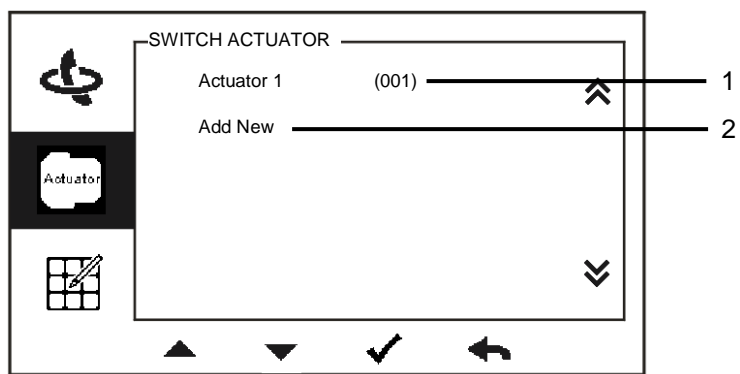 SWITCH ACTUATOR
Actuator 1 (001) 1
Add New 2
Actuator